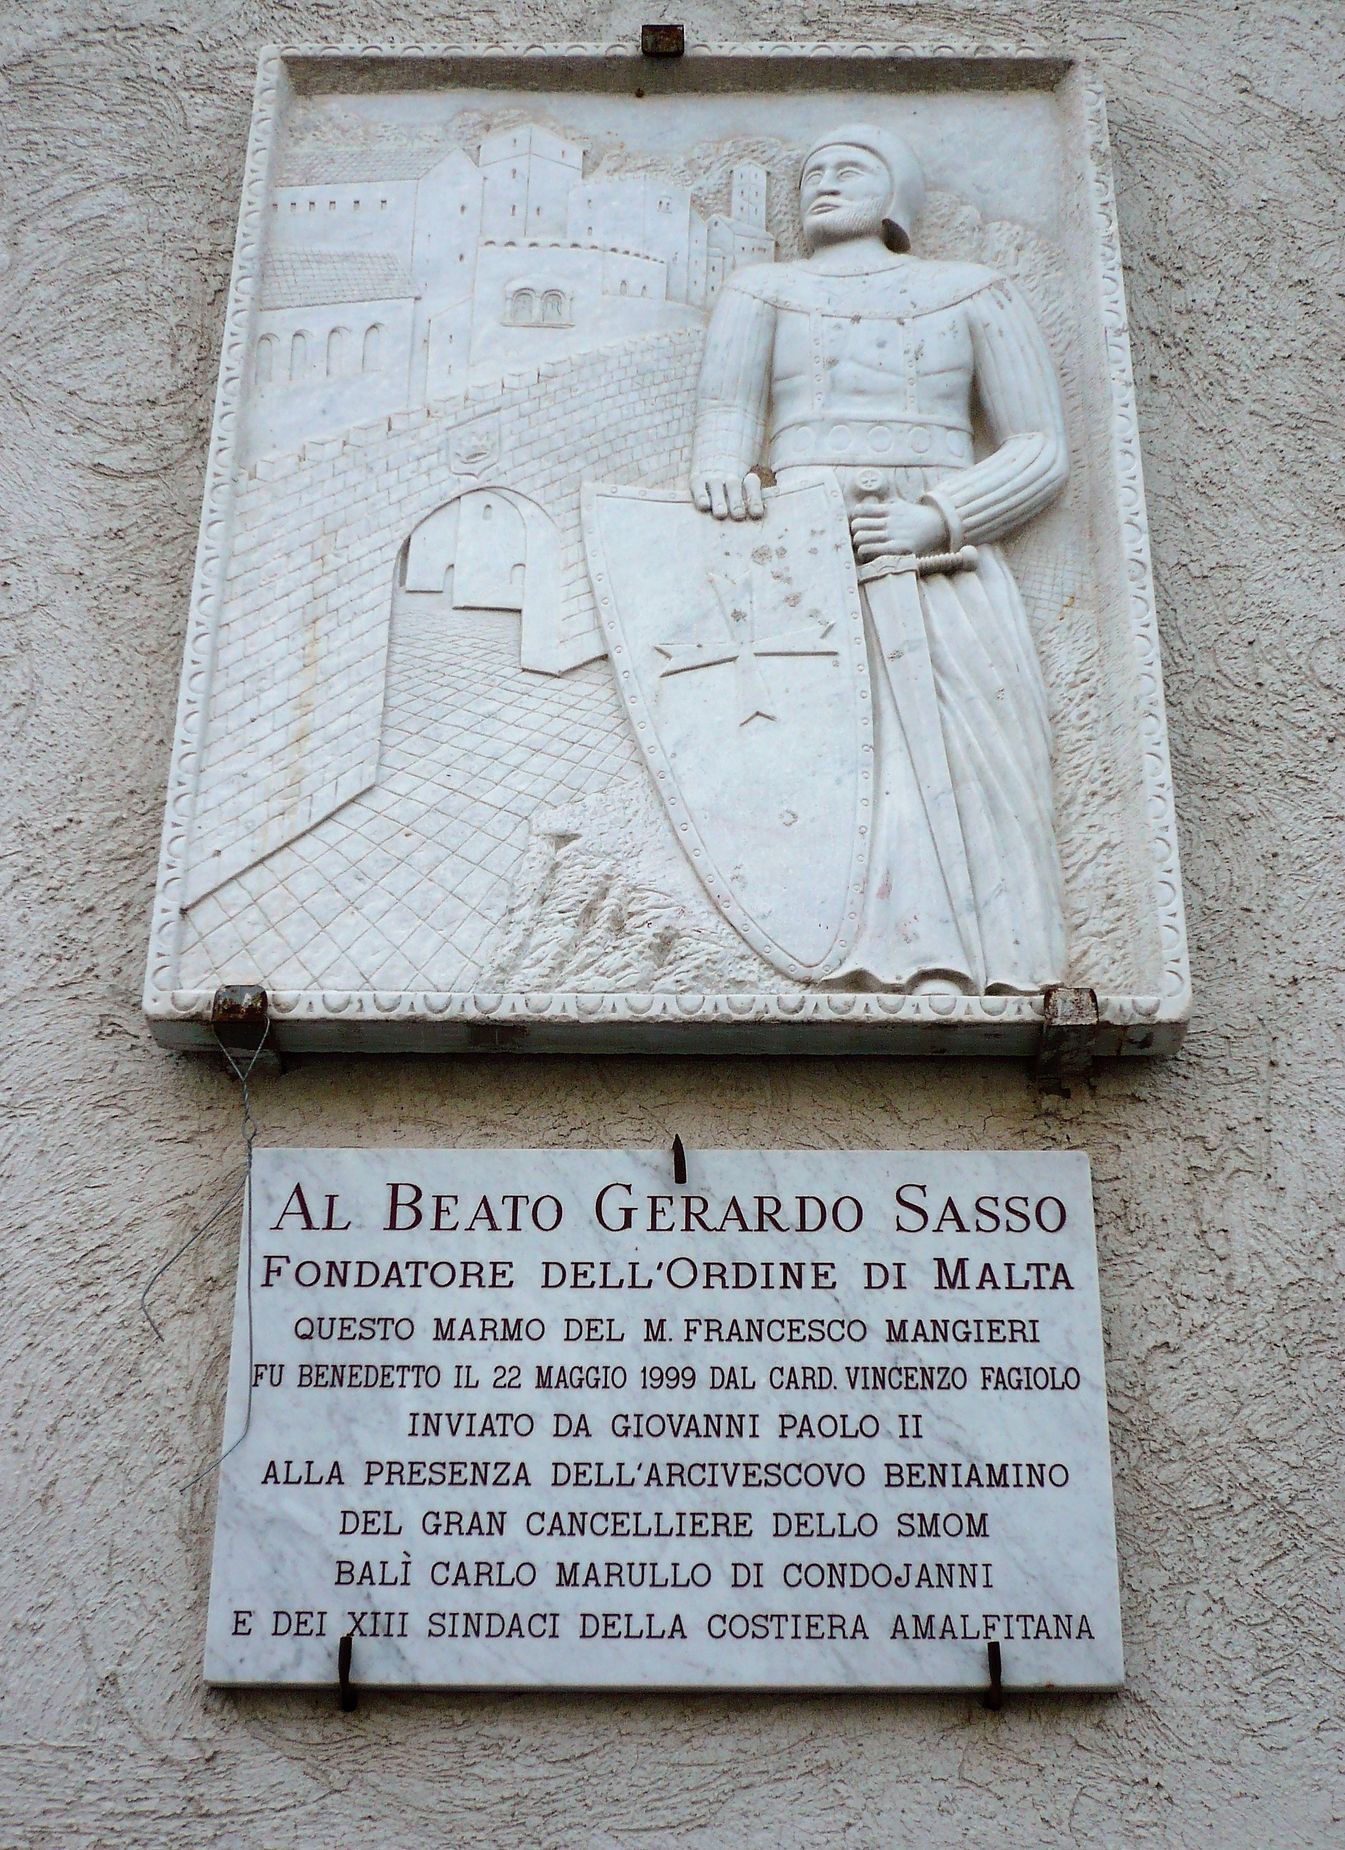 AL BEATO GERARDO SASSO
FONDATORE DELL'ORDINE DI MALTA
QUESTO MARMO DEL M. FRANCESCO MANGIERI
FU BENEDETTO IL 22 MAGGIO 1999 DAL CARD. VINCENZO FAGIOLO
INVIATO DA GIOVANNI PAOLO II
ALLA PRESENZA DELL'ARCIVESCOVO BENIAMINO
DEL GRAN CANCELLIERE DELLO SMOM
BALÌ CARLO MARULLO DI CONDOJANNI
E DEI XIII SINDACI DELLA COSTIERA AMALFITANA